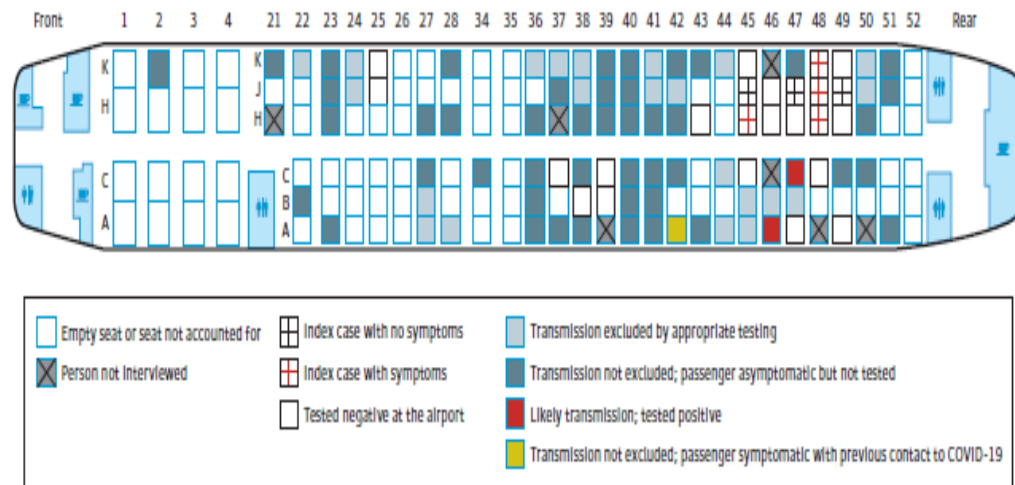 Front 1 2 3 4 21 22 23 24 25 26 27 28 34 35 36 37 38 39 40 41 42 43 44 45 46 47 48 49 50 51 52 Rear
K K
J
H H
C C
B
A A
Empty seat or seat not accounted for
Person not Interviewed
Index case with no symptoms
Index case with symptoms
Tested negative at the airport
Transmission excluded by appropriate testing
Transmission not excluded; passenger asymptomatic but not tested
Likely transmission; tested positive
Transmission not excluded; passenger symptomatic with previous contact to COVID-19